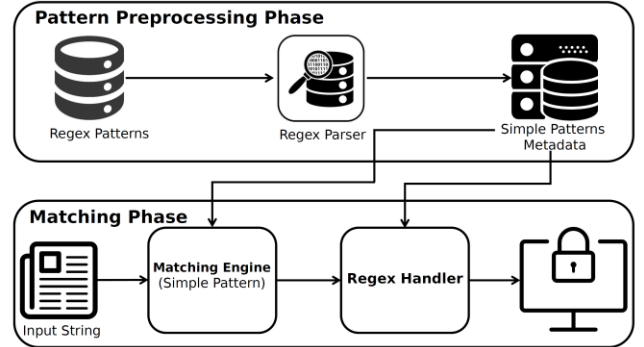 Pattern Preprocessing Phase
Regex Patterns
Regex Parser
Simple Patterns
Metadata
Matching Phase
Input String
Matching Engine
(Simple Pattern)
Regex Handler